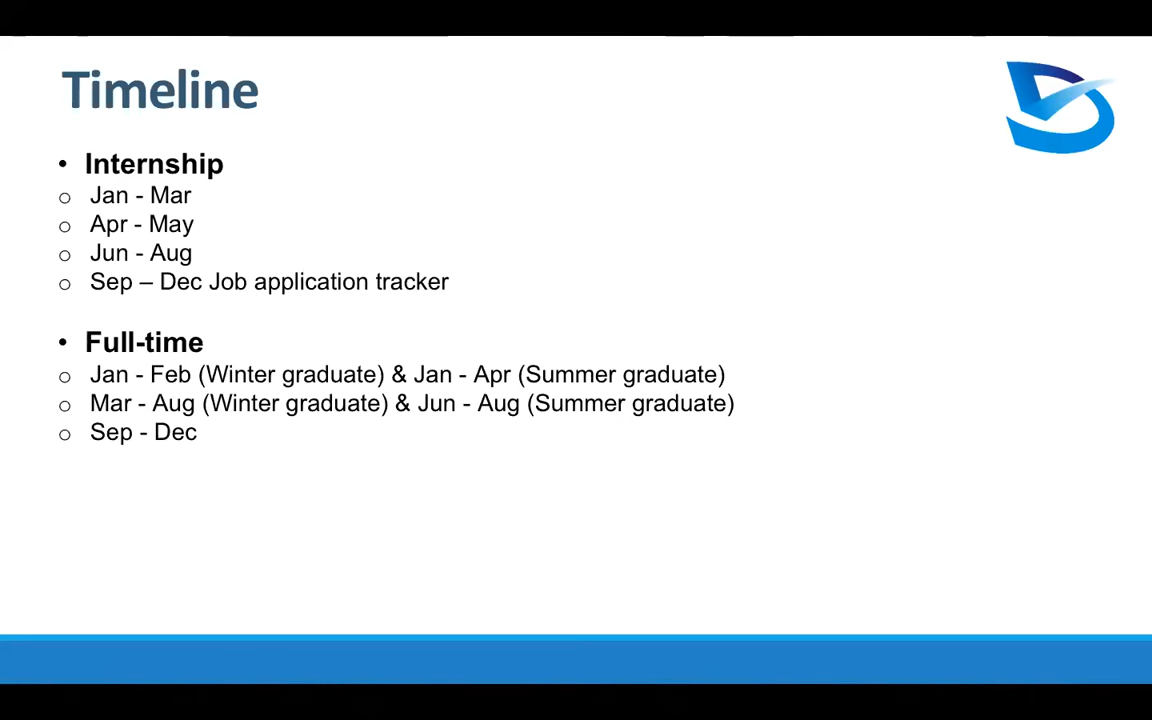 Timeline
• Internship
o Jan - Mar
o Apr - May
o Jun - Aug
o Sep – Dec Job application tracker
• Full-time
o Jan - Feb (Winter graduate) & Jan - Apr (Summer graduate)
o Mar - Aug (Winter graduate) & Jun - Aug (Summer graduate)
o Sep - Dec